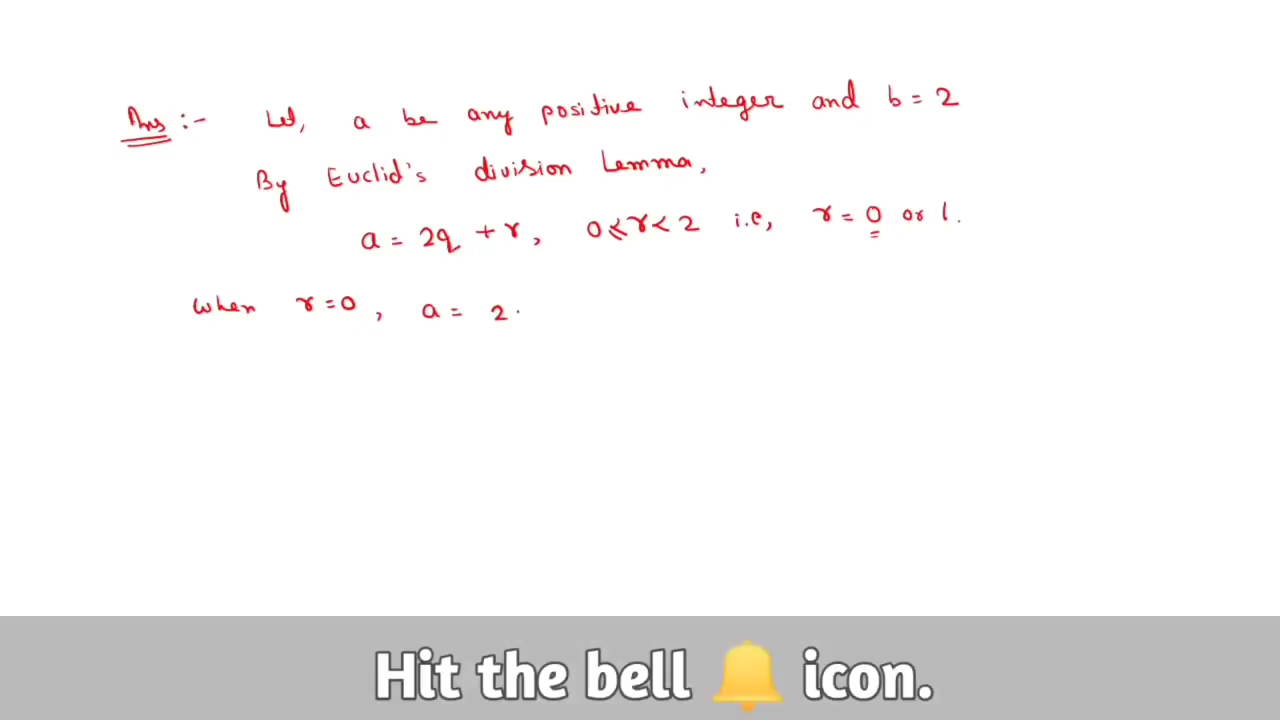 Ans :- Let, a be any positive integer and b = 2
By Euclid's division Lemma,
a = 2q + r, 0 ≤ r < 2 i.e, r = 0 or 1.
When r = 0, a = 2
Hit the bell 🔔 icon.